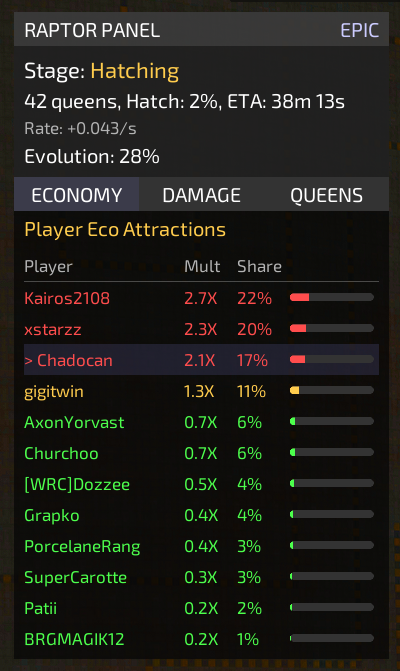 RAPTOR PANEL EPIC
Stage: Hatching
42 queens, Hatch: 2%, ETA: 38m 13s
Rate: +0.043/s
Evolution: 28%
ECONOMY DAMAGE QUEENS
Player Eco Attractions
Player Mult Share
Kairos2108 2.7X 22%
xstarzz 2.3X 20%
> Chadocan 2.1X 17%
gigitwin 1.3X 11%
AxonYorvast 0.7X 6%
Churchoo 0.7X 6%
[WRC]Dozzee 0.5X 4%
Grapko 0.4X 4%
PorcelaneRang 0.4X 3%
SuperCarotte 0.3X 3%
Patii 0.2X 2%
BRGMAGIK12 0.2X 1%